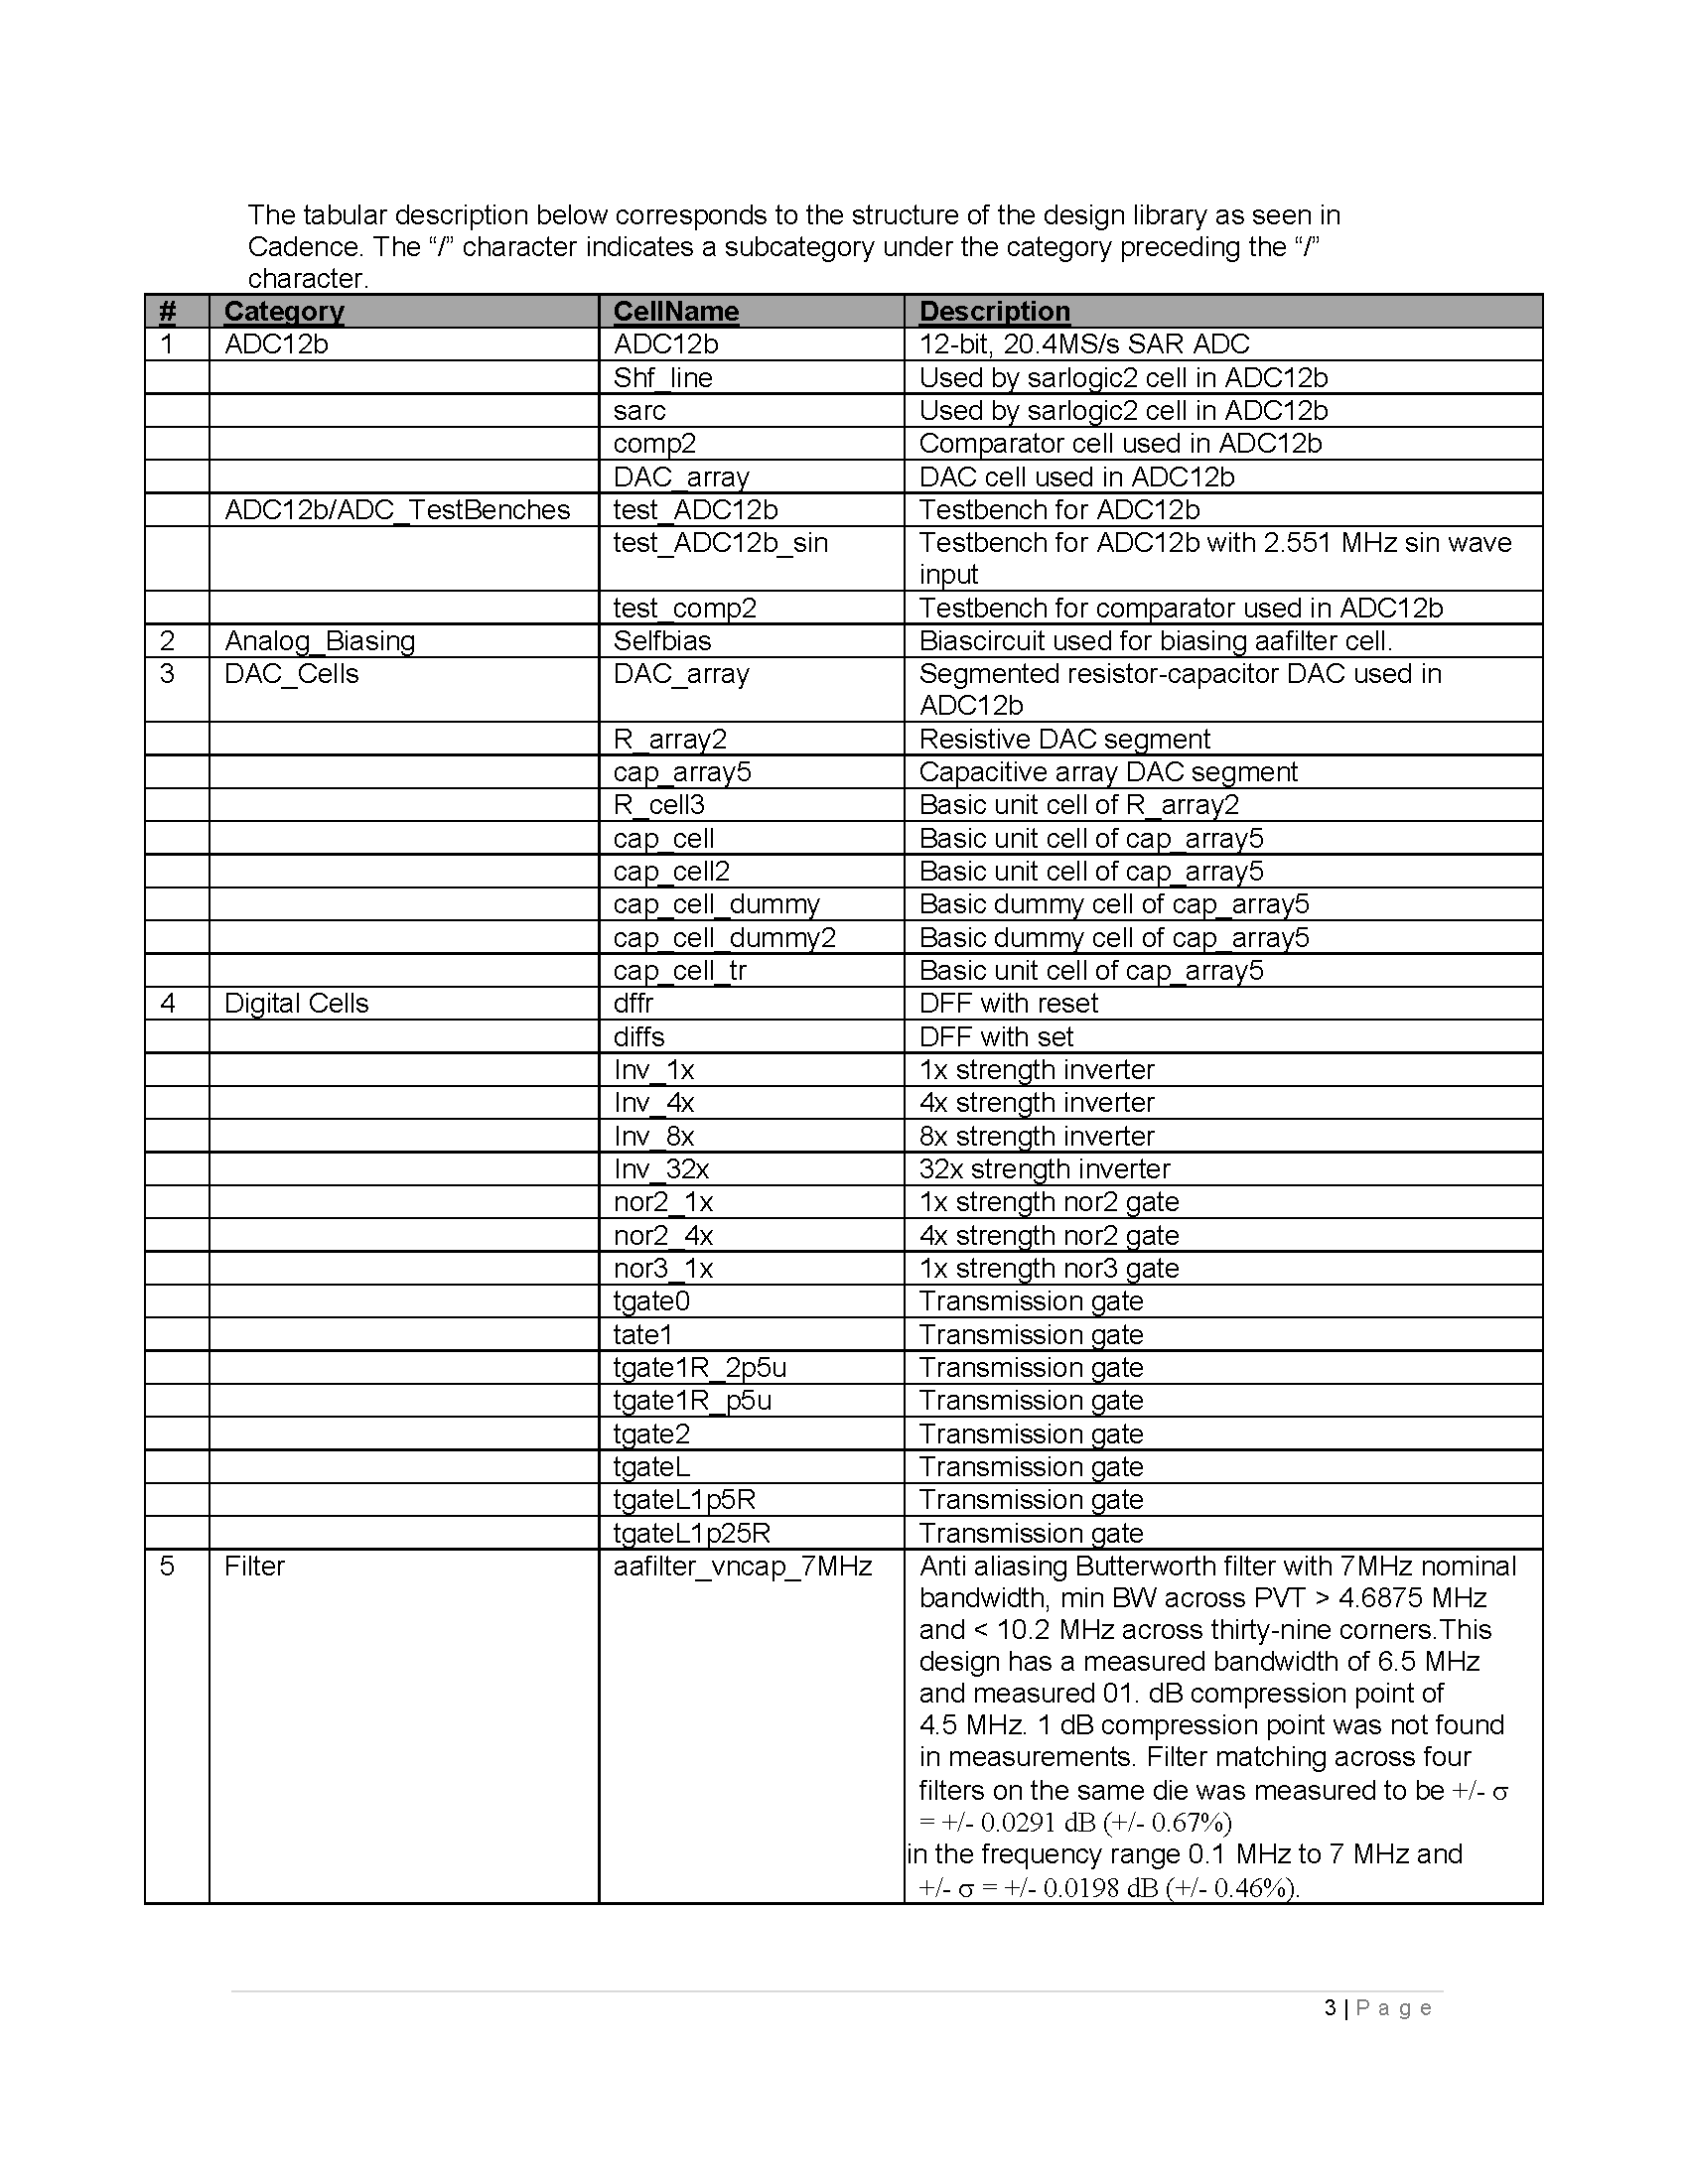 The tabular description below corresponds to the structure of the design library as seen in
Cadence. The “/” character indicates a subcategory under the category preceding the “/”
character.
# Category CellName Description
1 ADC12b ADC12b 12-bit, 20.4MS/s SAR ADC
Shf_line Used by sarlogic2 cell in ADC12b
sarc Used by sarlogic2 cell in ADC12b
comp2 Comparator cell used in ADC12b
DAC_array DAC cell used in ADC12b
ADC12b/ADC_TestBenches test_ADC12b Testbench for ADC12b
test_ADC12b_sin Testbench for ADC12b with 2.551 MHz sin wave
input
test_comp2 Testbench for comparator used in ADC12b
2 Analog_Biasing Selfbias Biascircuit used for biasing aafilter cell.
3 DAC_Cells DAC_array Segmented resistor-capacitor DAC used in
ADC12b
R_array2 Resistive DAC segment
cap_array5 Capacitive array DAC segment
R_cell3 Basic unit cell of R_array2
cap_cell Basic unit cell of cap_array5
cap_cell2 Basic unit cell of cap_array5
cap_cell_dummy Basic dummy cell of cap_array5
cap_cell_dummy2 Basic dummy cell of cap_array5
cap_cell_tr Basic unit cell of cap_array5
4 Digital Cells dffr DFF with reset
diffs DFF with set
Inv_1x 1x strength inverter
Inv_4x 4x strength inverter
Inv_8x 8x strength inverter
Inv_32x 32x strength inverter
nor2_1x 1x strength nor2 gate
nor2_4x 4x strength nor2 gate
nor3_1x 1x strength nor3 gate
tgate0 Transmission gate
tate1 Transmission gate
tgate1R_2p5u Transmission gate
tgate1R_p5u Transmission gate
tgate2 Transmission gate
tgateL Transmission gate
tgateL1p5R Transmission gate
tgateL1p25R Transmission gate
5 Filter aafilter_vncap_7MHz Anti aliasing Butterworth filter with 7MHz nominal
bandwidth, min BW across PVT > 4.6875 MHz
and < 10.2 MHz across thirty-nine corners.This
design has a measured bandwidth of 6.5 MHz
and measured 01. dB compression point of
4.5 MHz. 1 dB compression point was not found
in measurements. Filter matching across four
filters on the same die was measured to be +/- σ
= +/- 0.0291 dB (+/- 0.67%)
in the frequency range 0.1 MHz to 7 MHz and
+/- σ = +/- 0.0198 dB (+/- 0.46%).
3 | Page